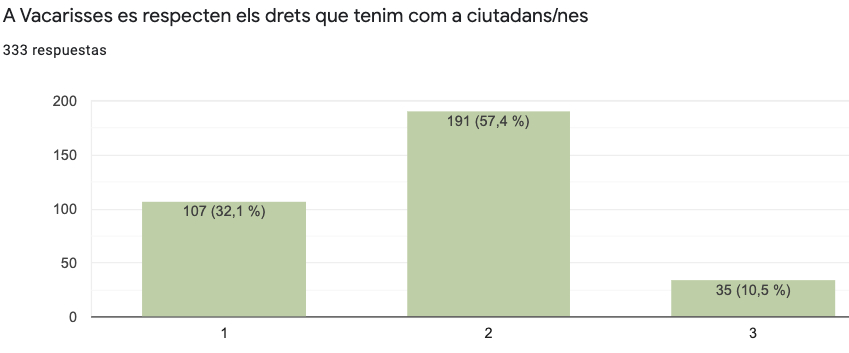 A Vacarisses es respecten els drets que tenim com a ciutadans/nes
333 respuestas
200
150
100
50
0
107 (32,1 %)
191 (57,4 %)
35 (10,5 %)
1
2
3